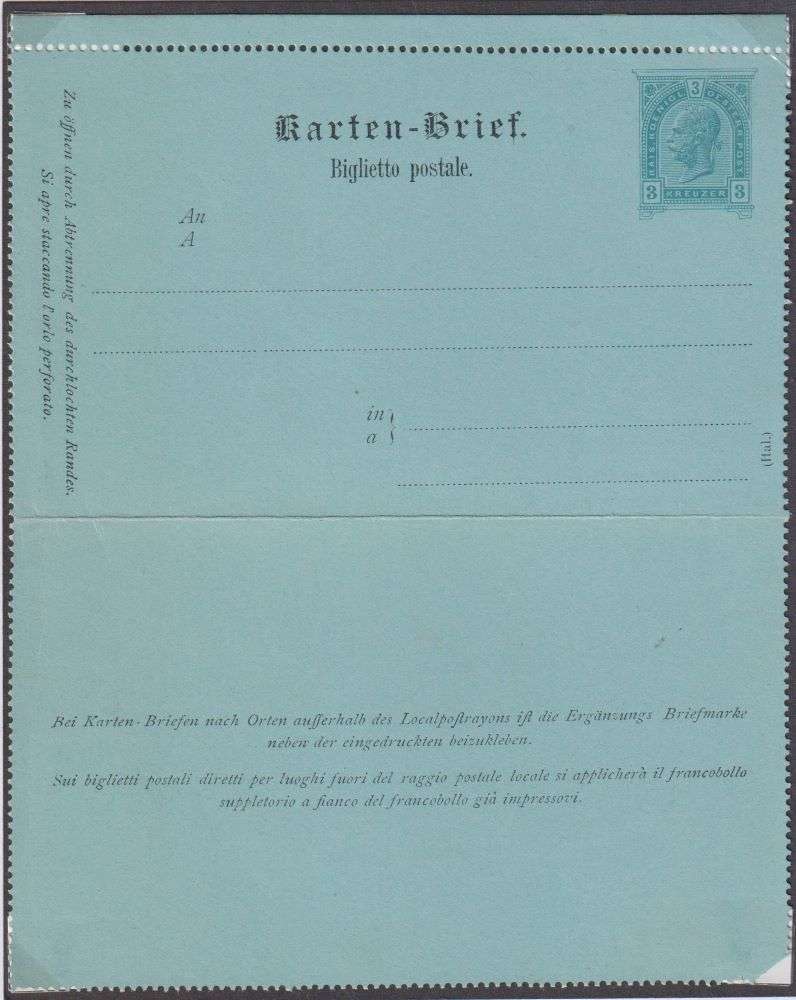 Karten-Brief.
Biglietto postale.
KAIS. KOENIGL. OESTERR. POST.
3
3 KREUZER 3
Zu öffnen durch Abtrennung des durchlochten Randes.
Si apre staccando l'orlo perforato.
An
A
in
a
(Ital.)
Bei Karten-Briefen nach Orten auſſerhalb des Localpoſtrayons iſt die Ergänzungs Briefmarke
neben der eingedruckten beizukleben.
Sui biglietti postali diretti per luoghi fuori del raggio postale locale si applicherà il francobollo
suppletorio a fianco del francobollo già impressovi.